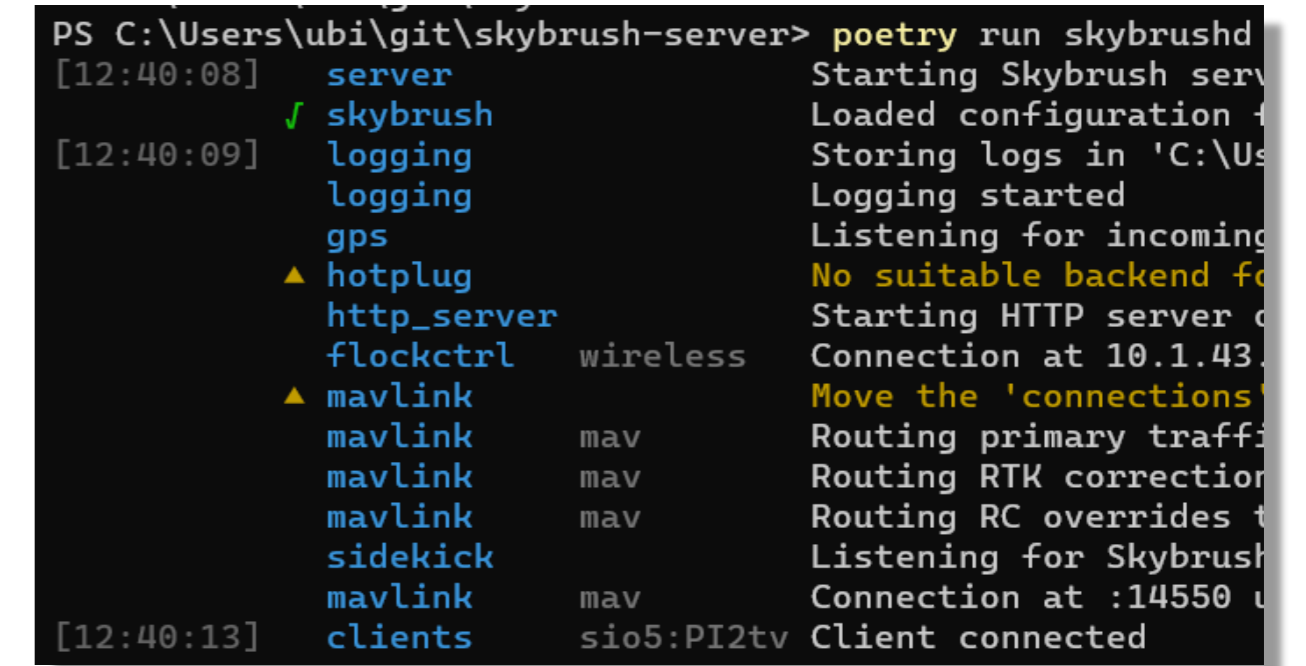 PS C:\Users\ubi\git\skybrush-server> poetry run skybrushd
[12:40:08] server Starting Skybrush serv
√ skybrush Loaded configuration f
[12:40:09] logging Storing logs in 'C:\Us
logging Logging started
gps Listening for incoming
▲ hotplug No suitable backend fo
http_server Starting HTTP server o
flockctrl wireless Connection at 10.1.43.
▲ mavlink Move the 'connections'
mavlink mav Routing primary traffi
mavlink mav Routing RTK correction
mavlink mav Routing RC overrides t
sidekick Listening for Skybrush
mavlink mav Connection at :14550 u
[12:40:13] clients sio5:PI2tv Client connected